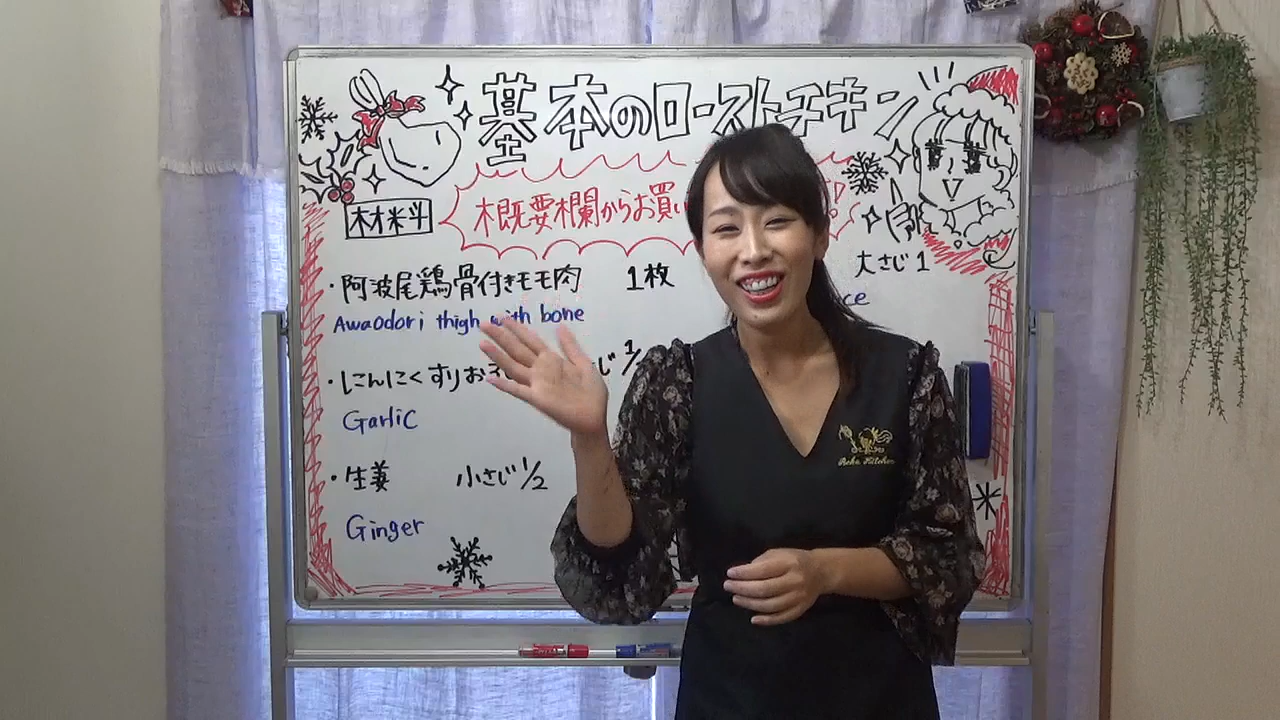 基本のローストチキン
材料
概要欄からお買い
・阿波尾鶏骨付きモモ肉 1枚
Awaodori thigh with bone
・にんにくすりおろ
Garlic
・生姜 小さじ1/2
Ginger
大さじ1